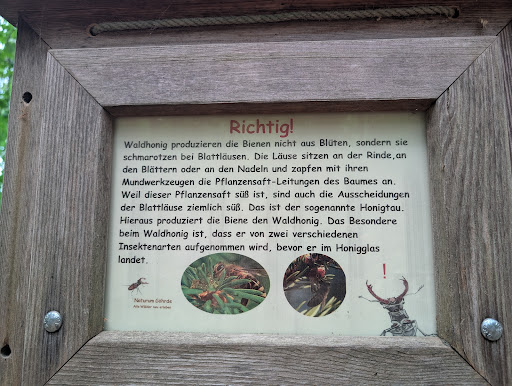 Richtig!
Waldhonig produzieren die Bienen nicht aus Blüten, sondern sie
schmarotzen bei Blattläusen. Die Läuse sitzen an der Rinde,an
den Blättern oder an den Nadeln und zapfen mit ihren
Mundwerkzeugen die Pflanzensaft-Leitungen des Baumes an.
Weil dieser Pflanzensaft süß ist, sind auch die Ausscheidungen
der Blattläuse ziemlich süß. Das ist der sogenannte Honigtau.
Hieraus produziert die Biene den Waldhonig. Das Besondere
beim Waldhonig ist, dass er von zwei verschiedenen
Insektenarten aufgenommen wird, bevor er im Honigglas
landet.
!
Naturum Göhrde